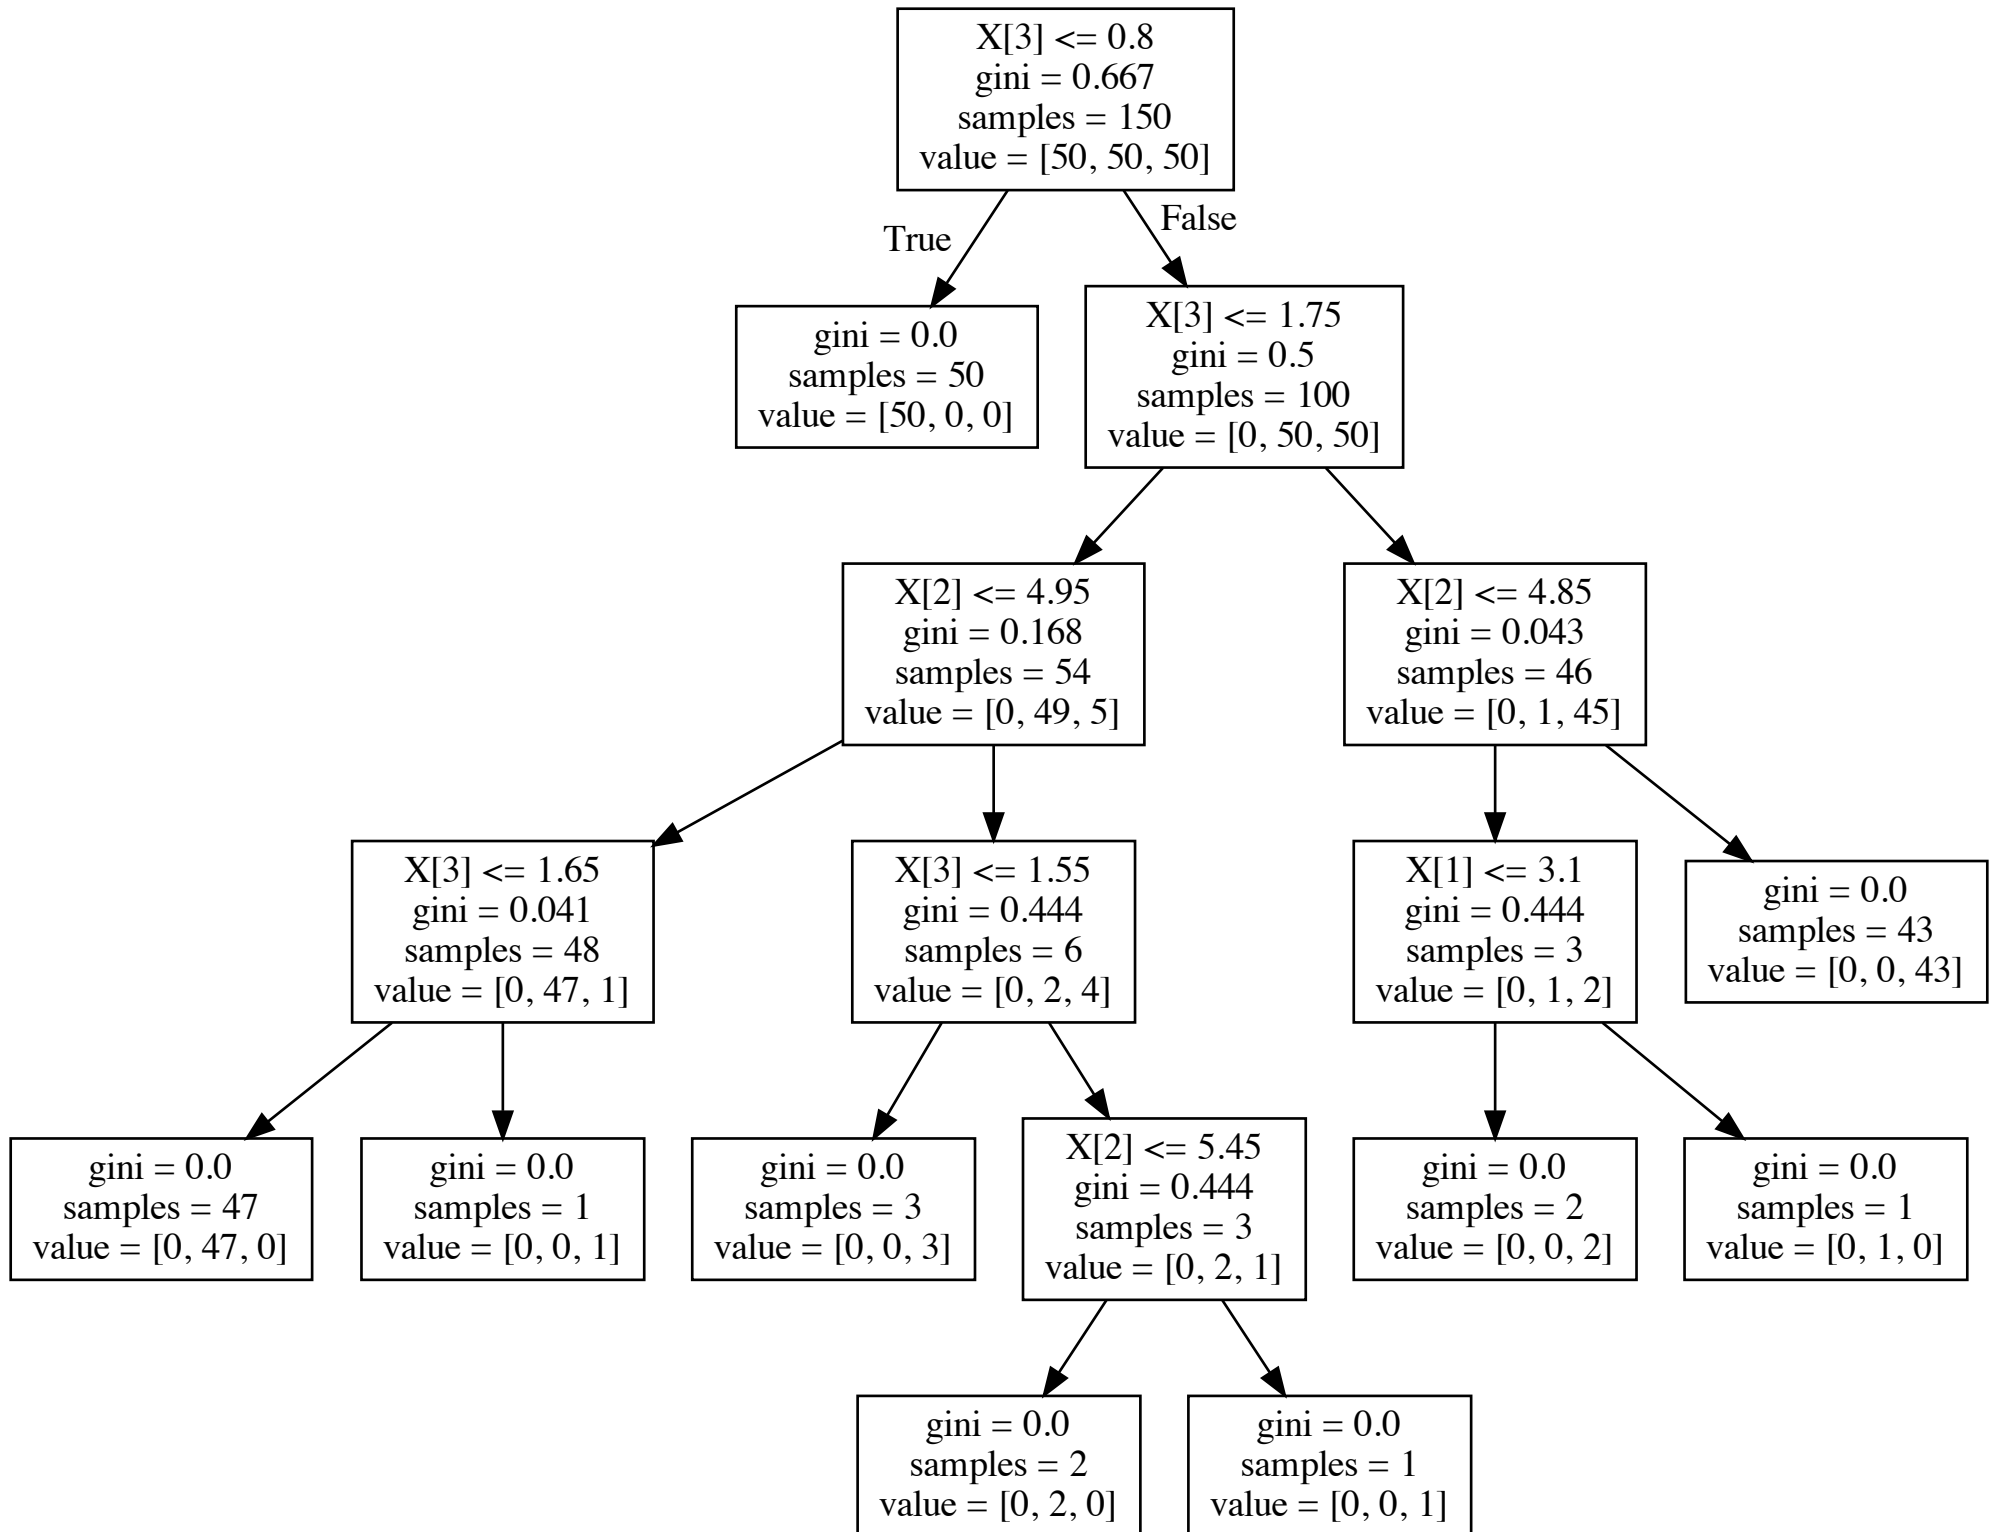 X[3] <= 0.8
gini = 0.667
samples = 150
value = [50, 50, 50]
True
False
gini = 0.0
samples = 50
value = [50, 0, 0]
X[3] <= 1.75
gini = 0.5
samples = 100
value = [0, 50, 50]
X[2] <= 4.95
gini = 0.168
samples = 54
value = [0, 49, 5]
X[2] <= 4.85
gini = 0.043
samples = 46
value = [0, 1, 45]
X[3] <= 1.65
gini = 0.041
samples = 48
value = [0, 47, 1]
X[3] <= 1.55
gini = 0.444
samples = 6
value = [0, 2, 4]
X[1] <= 3.1
gini = 0.444
samples = 3
value = [0, 1, 2]
gini = 0.0
samples = 43
value = [0, 0, 43]
gini = 0.0
samples = 47
value = [0, 47, 0]
gini = 0.0
samples = 1
value = [0, 0, 1]
gini = 0.0
samples = 3
value = [0, 0, 3]
X[2] <= 5.45
gini = 0.444
samples = 3
value = [0, 2, 1]
gini = 0.0
samples = 2
value = [0, 0, 2]
gini = 0.0
samples = 1
value = [0, 1, 0]
gini = 0.0
samples = 2
value = [0, 2, 0]
gini = 0.0
samples = 1
value = [0, 0, 1]